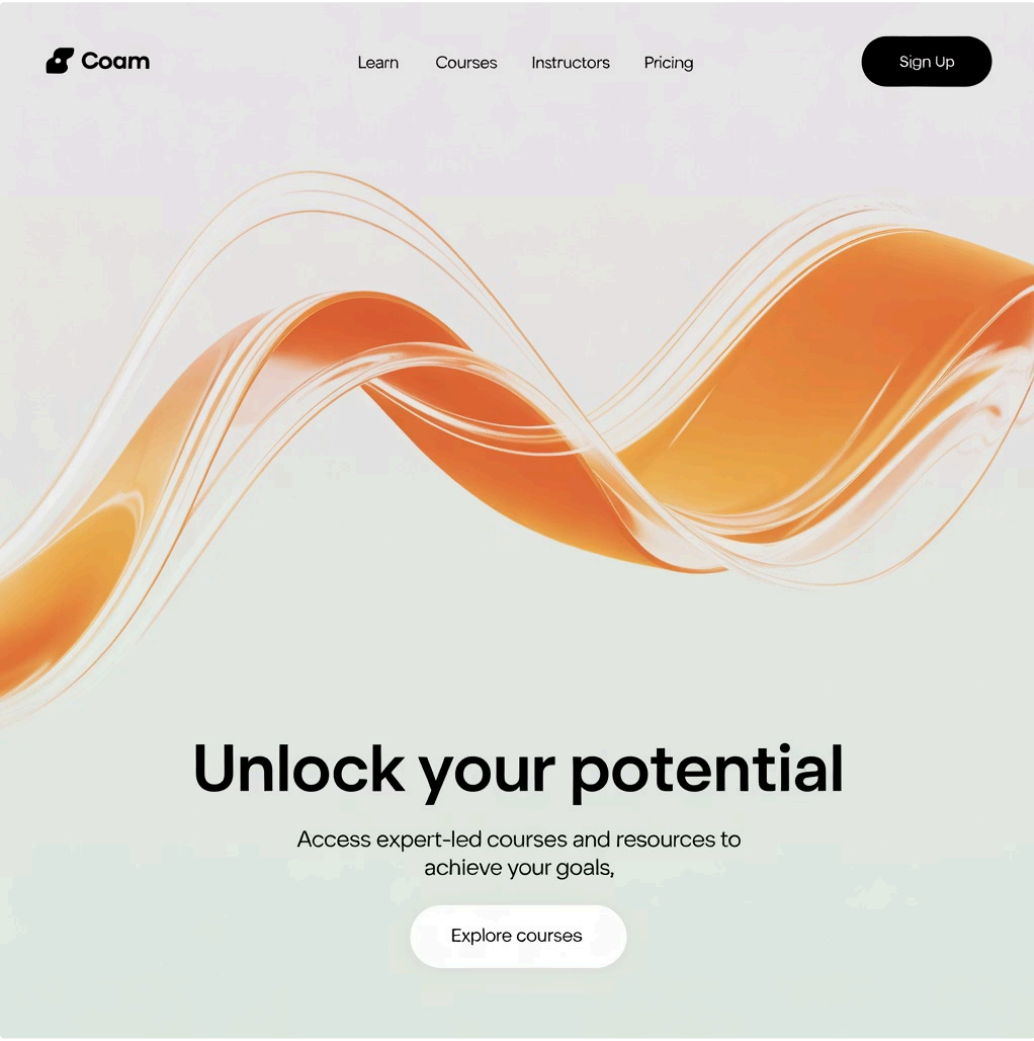 Coam
Learn Courses Instructors Pricing
Sign Up
Unlock your potential
Access expert-led courses and resources to
achieve your goals,
Explore courses